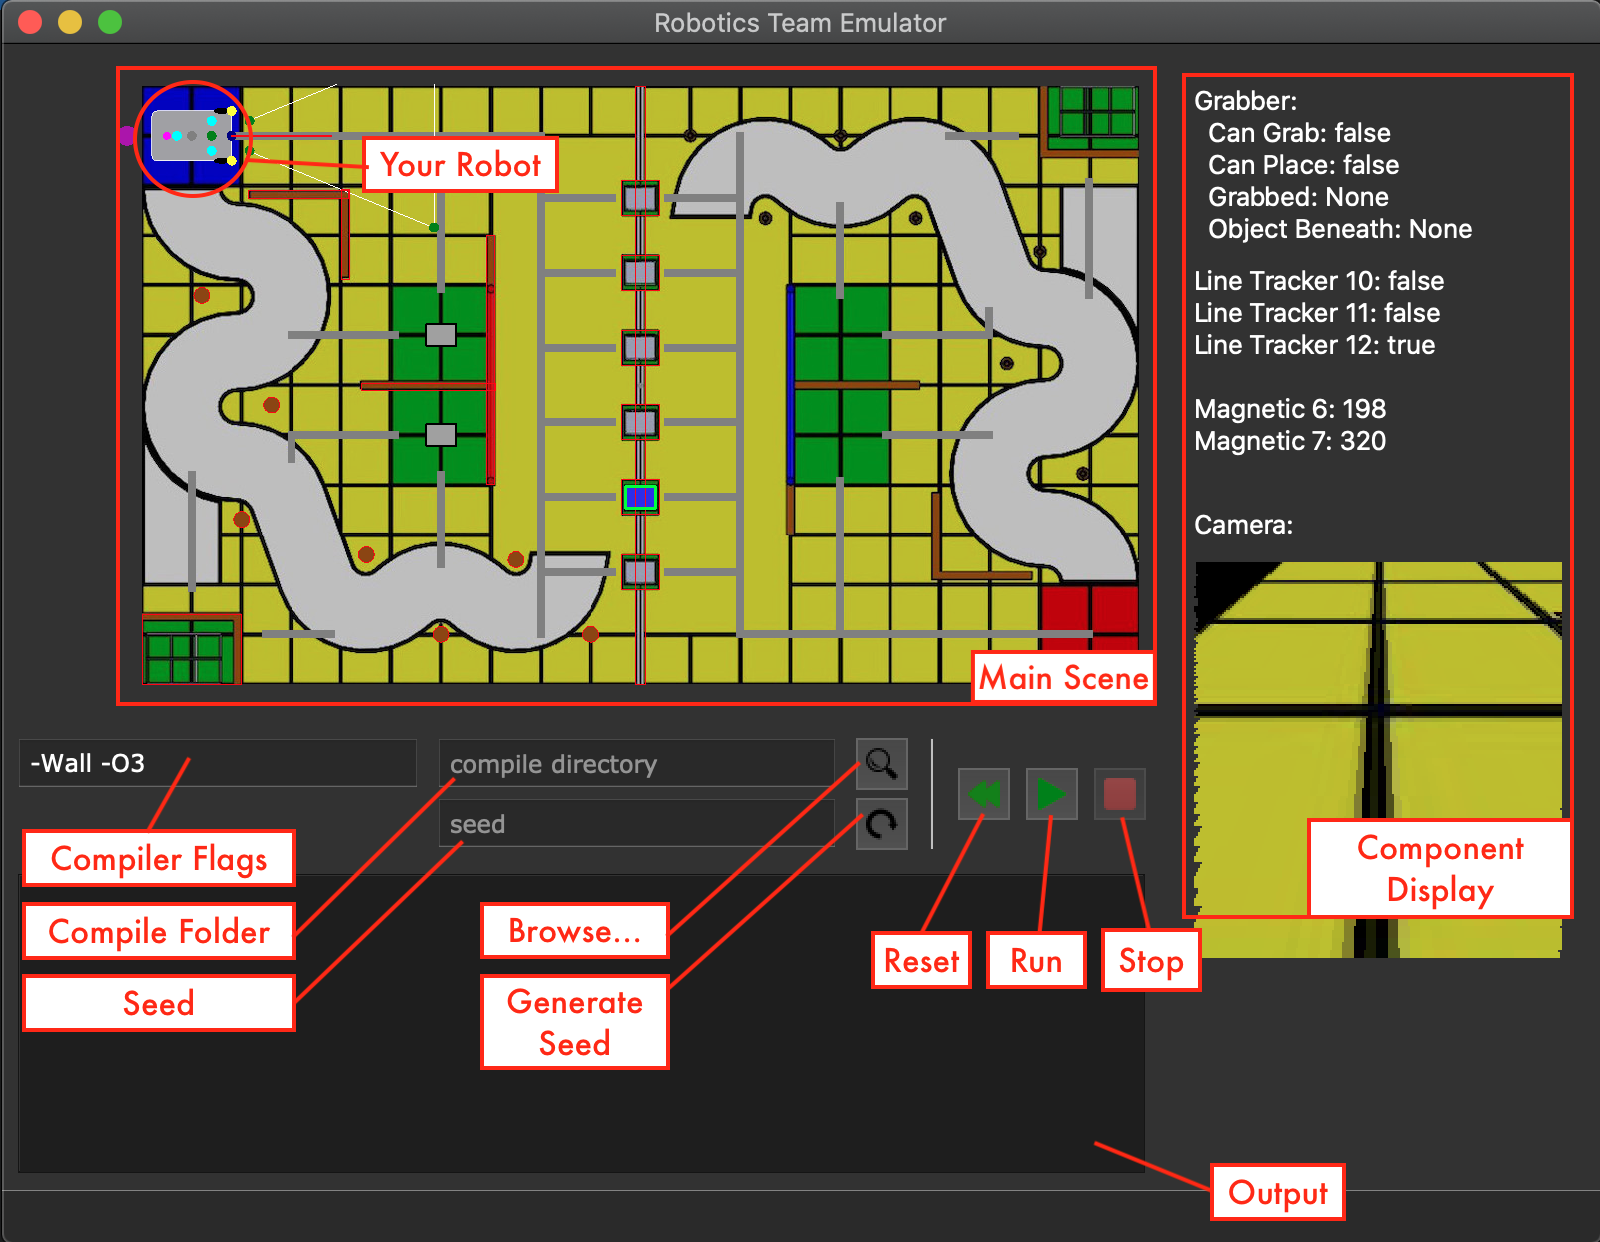 Robotics Team Emulator
Your Robot
Main Scene
Grabber:
Can Grab: false
Can Place: false
Grabbed: None
Object Beneath: None
Line Tracker 10: false
Line Tracker 11: false
Line Tracker 12: true
Magnetic 6: 198
Magnetic 7: 320
Camera:
Component
Display
-Wall -O3
compile directory
seed
Compiler Flags
Compile Folder
Seed
Browse...
Generate
Seed
Reset
Run
Stop
Output